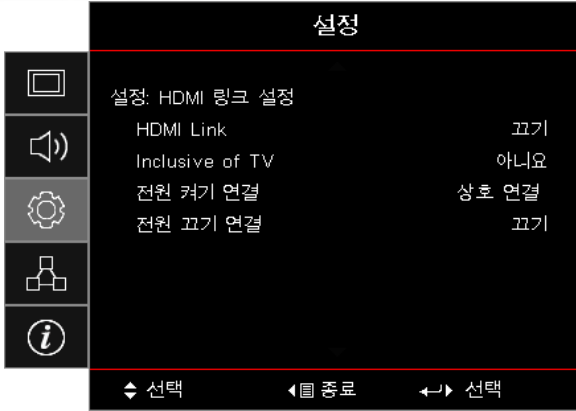 설정
설정: HDMI 링크 설정
HDMI Link 끄기
Inclusive of TV 아니요
전원 켜기 연결 상호 연결
전원 끄기 연결 끄기
선택 종료 선택